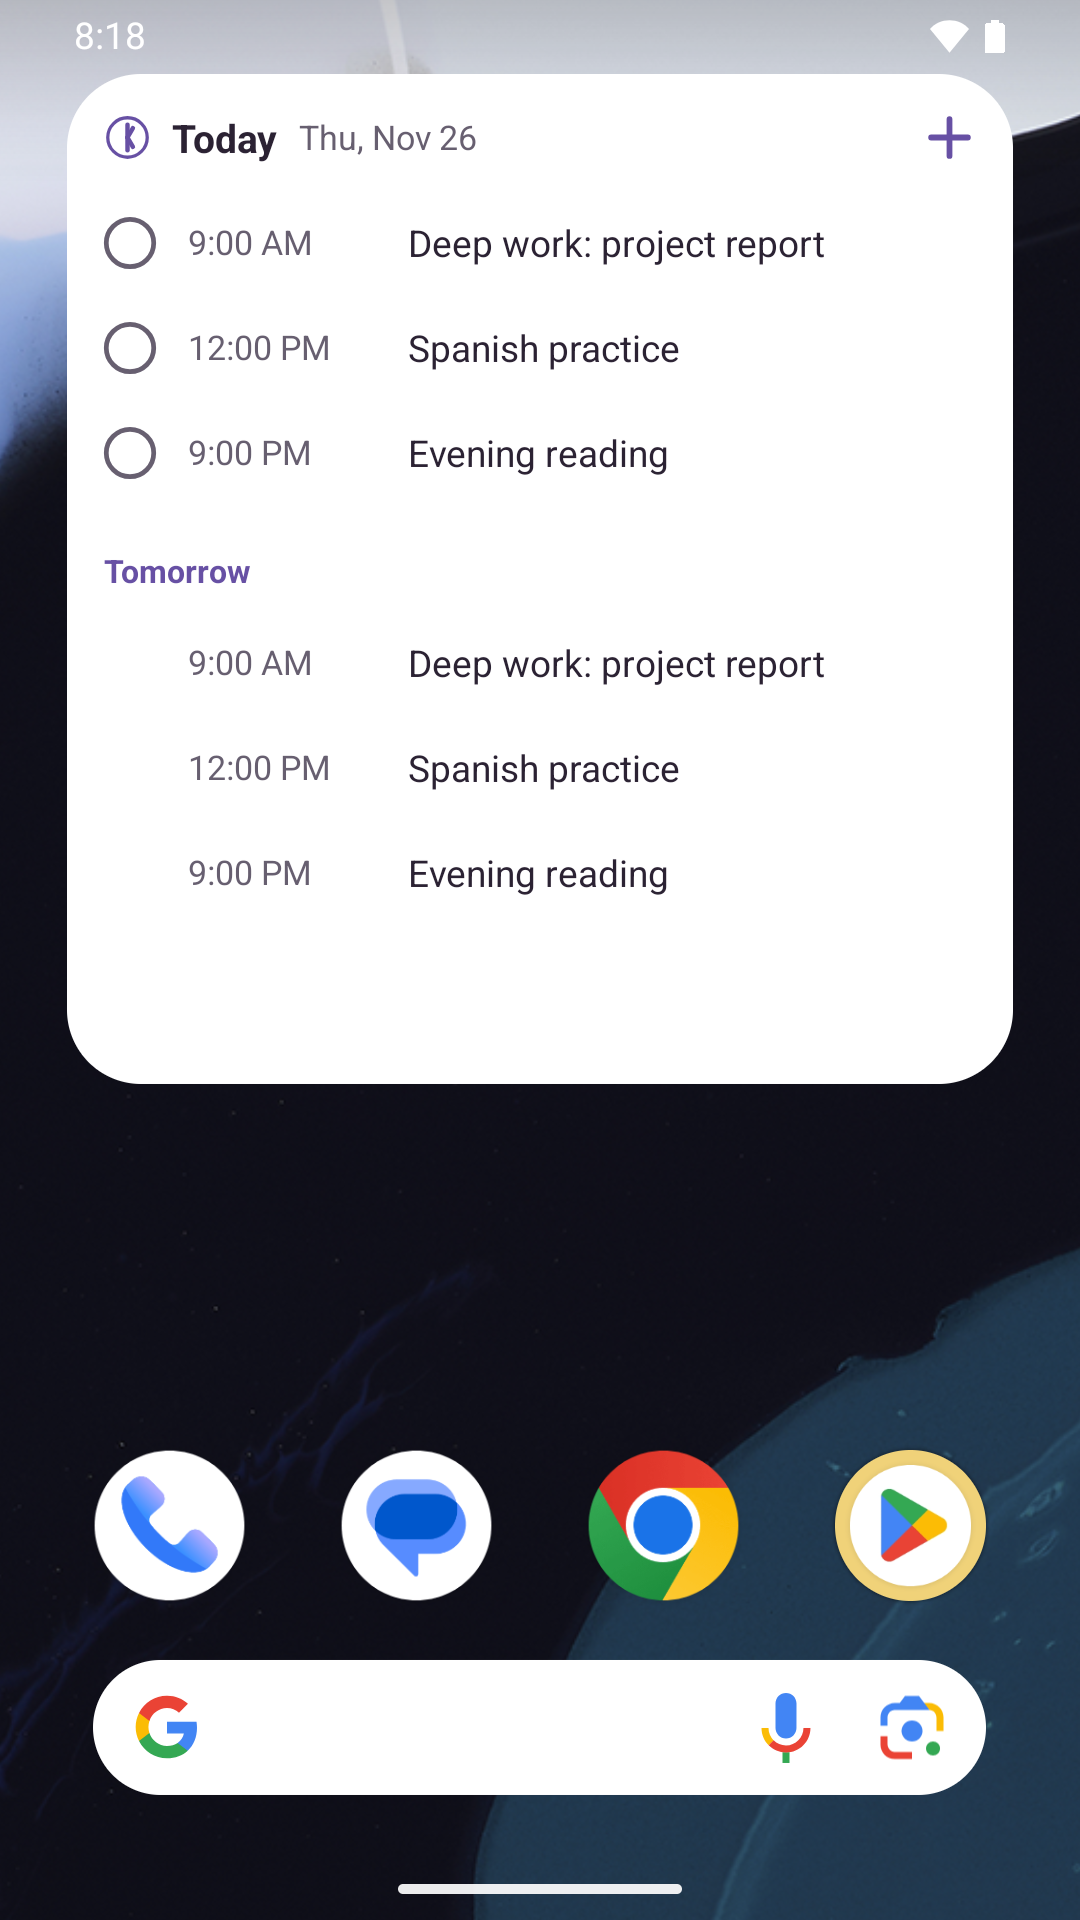 8:18
Today Thu, Nov 26
9:00 AM Deep work: project report
12:00 PM Spanish practice
9:00 PM Evening reading
Tomorrow
9:00 AM Deep work: project report
12:00 PM Spanish practice
9:00 PM Evening reading